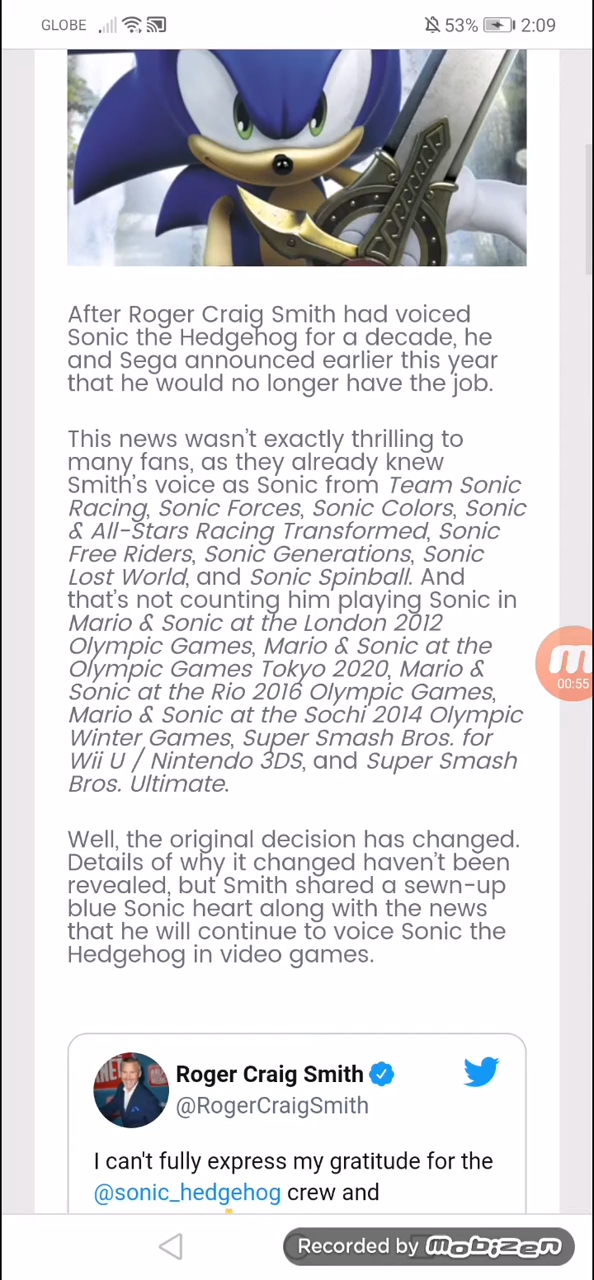 GLOBE 53% 2:09
After Roger Craig Smith had voiced
Sonic the Hedgehog for a decade, he
and Sega announced earlier this year
that he would no longer have the job.
This news wasn't exactly thrilling to
many fans, as they already knew
Smith's voice as Sonic from Team Sonic
Racing, Sonic Forces, Sonic Colors, Sonic
& All-Stars Racing Transformed, Sonic
Free Riders, Sonic Generations, Sonic
Lost World, and Sonic Spinball. And
that's not counting him playing Sonic in
Mario & Sonic at the London 2012
Olympic Games, Mario & Sonic at the
Olympic Games Tokyo 2020, Mario &
Sonic at the Rio 2016 Olympic Games,
Mario & Sonic at the Sochi 2014 Olympic
Winter Games, Super Smash Bros. for
Wii U / Nintendo 3DS, and Super Smash
Bros. Ultimate.
00:55
Well, the original decision has changed.
Details of why it changed haven't been
revealed, but Smith shared a sewn-up
blue Sonic heart along with the news
that he will continue to voice Sonic the
Hedgehog in video games.
Roger Craig Smith
@RogerCraigSmith
I can't fully express my gratitude for the
@sonic_hedgehog crew and
Recorded by mobizen